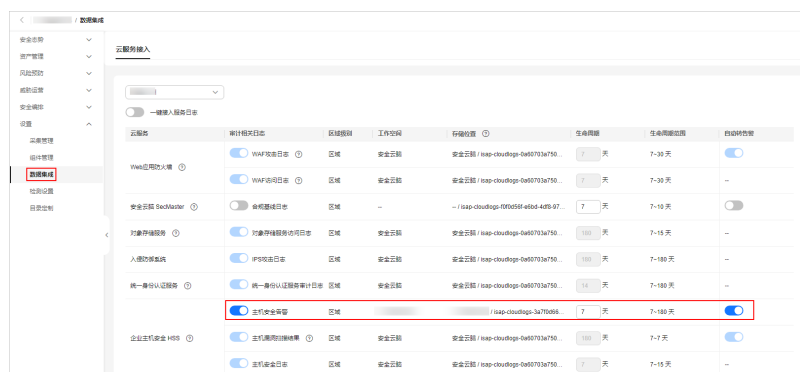 / 数据集成
安全态势
资产管理
风险预防
威胁运营
安全编排
设置
采集管理
组件管理
数据集成
检测设置
目录定制
云服务接入
一键接入服务日志
云服务 审计相关日志 区域级别 工作空间 存储位置 生命周期 生命周期范围 自动转告警
Web应用防火墙
WAF攻击日志 区域 安全云脑 安全云脑 / isap-cloudlogs-0a60703a750... 7 天 7~30 天
WAF访问日志 区域 安全云脑 安全云脑 / isap-cloudlogs-0a60703a750... 7 天 7~30 天 --
安全云脑 SecMaster 合规基线日志 区域 -- -- / isap-cloudlogs-f0f0d56f-e6bd-4df8-97... 7 天 7~10 天
对象存储服务 对象存储服务访问日志 区域 安全云脑 安全云脑 / isap-cloudlogs-0a60703a750... 180 天 7~15 天 --
入侵防御系统 IPS攻击日志 区域 安全云脑 安全云脑 / isap-cloudlogs-0a60703a750... 180 天 7~180 天 --
统一身份认证服务 统一身份认证服务审计日志 区域 安全云脑 安全云脑 / isap-cloudlogs-0a60703a750... 14 天 7~180 天 --
主机安全告警 区域 / isap-cloudlogs-3a7f0d66... 7 天 7~180 天
企业主机安全 HSS 主机漏洞扫描结果 区域 安全云脑 安全云脑 / isap-cloudlogs-0a60703a750... 180 天 7~7 天
主机安全日志 区域 安全云脑 安全云脑 / isap-cloudlogs-0a60703a750... 7 天 7~15 天 --